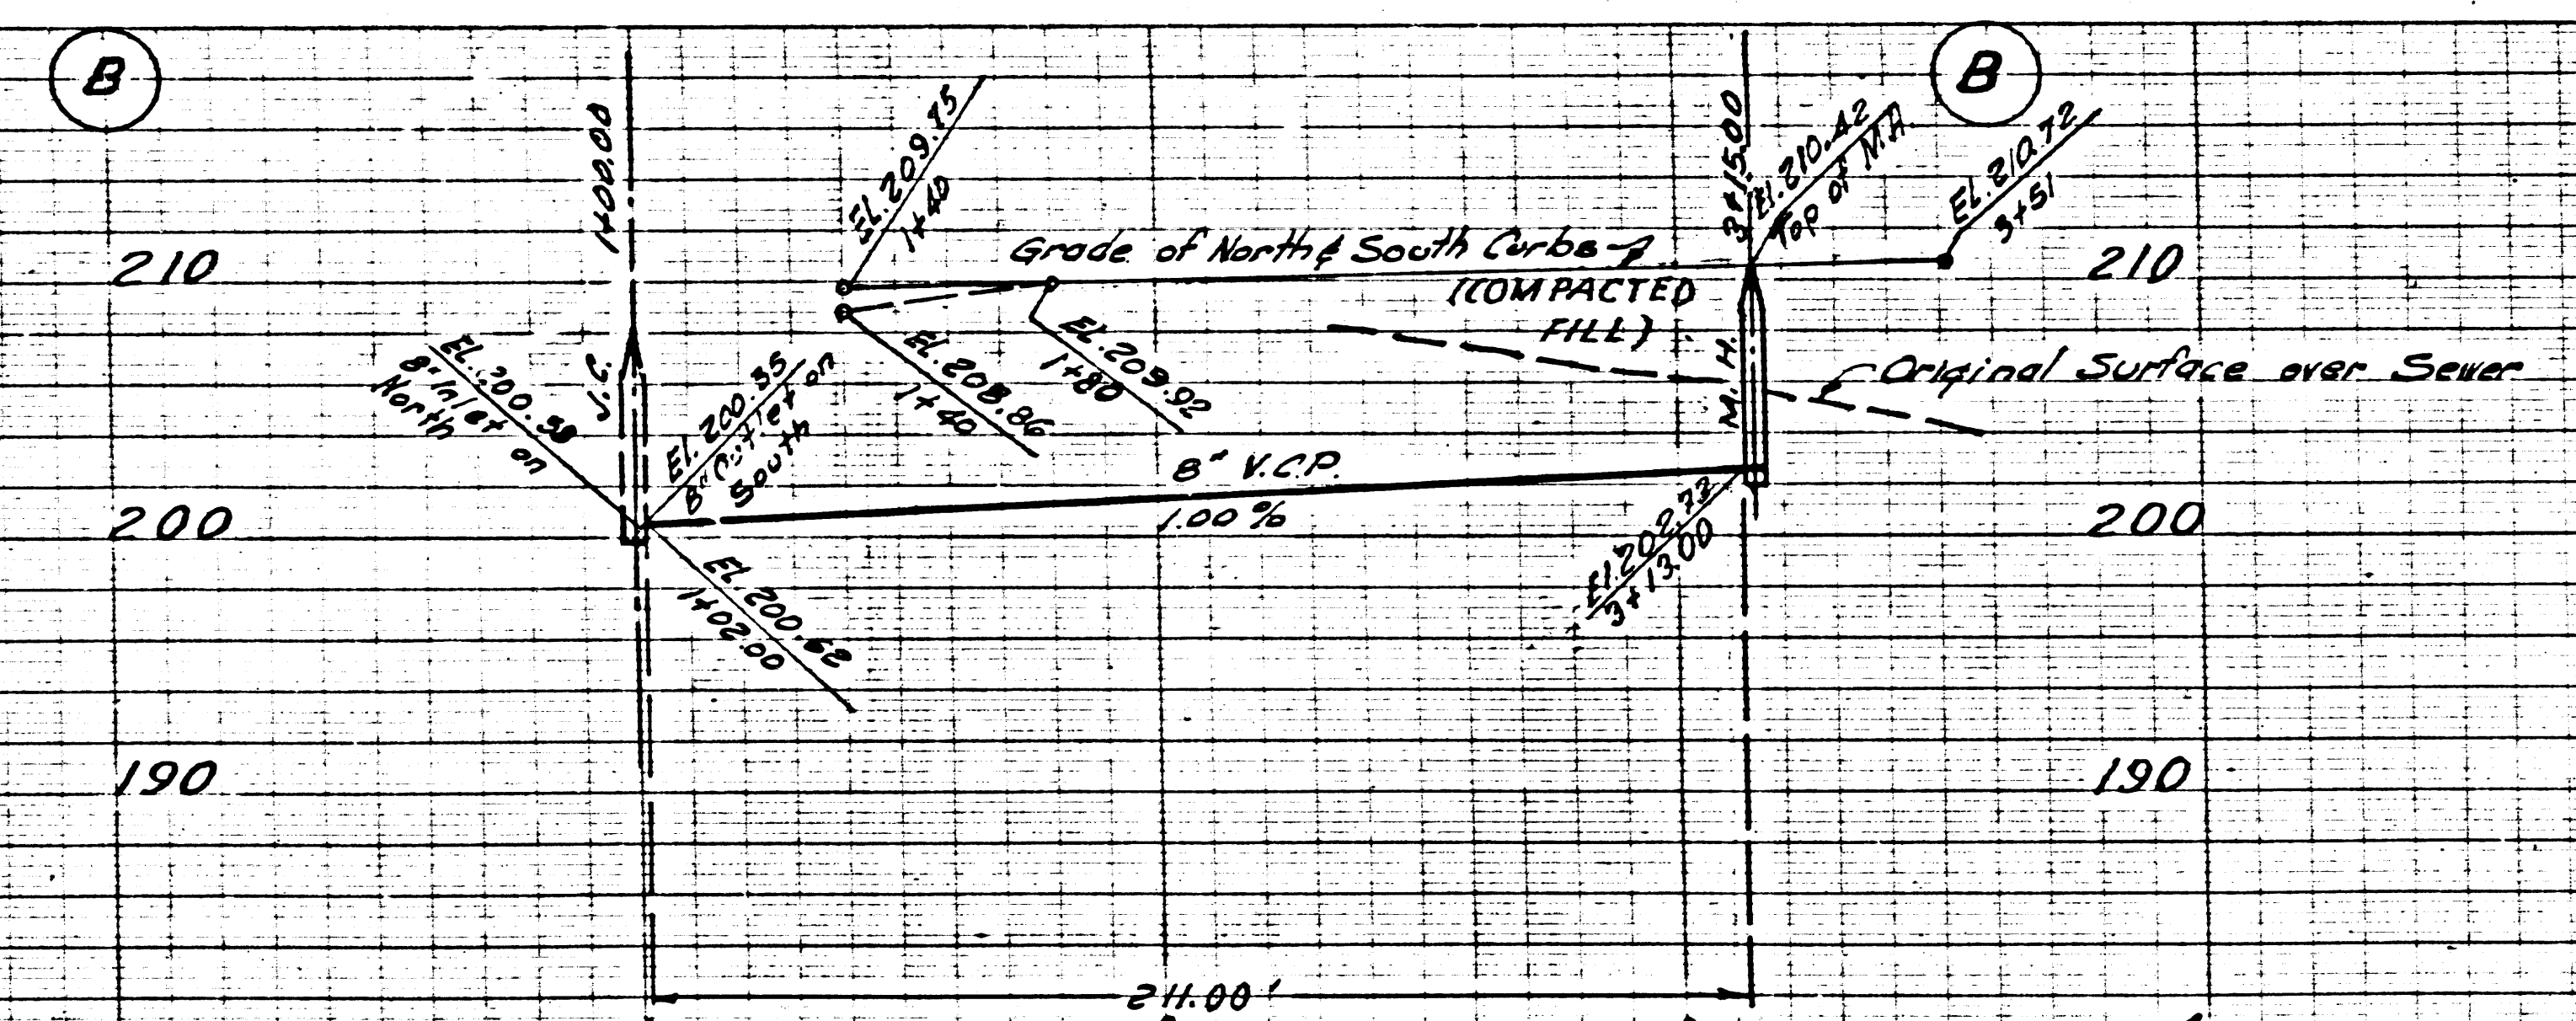 B
B
1+00.00
EL. 209.75
1+40
3+15.00
El. 210.42
Top of M.H.
EL. 210.72
3+51
210
Grade of North & South Curbs
210
(COMPACTED
FILL)
EL. 200.38
8" Inlet on
North
J.C.
El. 200.35
8" Outlet on
South
EL. 208.86
1+40
EL. 209.92
1+80
M.H.
Original Surface over Sewer
8" V.C.P.
1.00 %
200
200
EL. 200.62
1+02.00
El. 202.73
3+13.00
190
190
211.00'